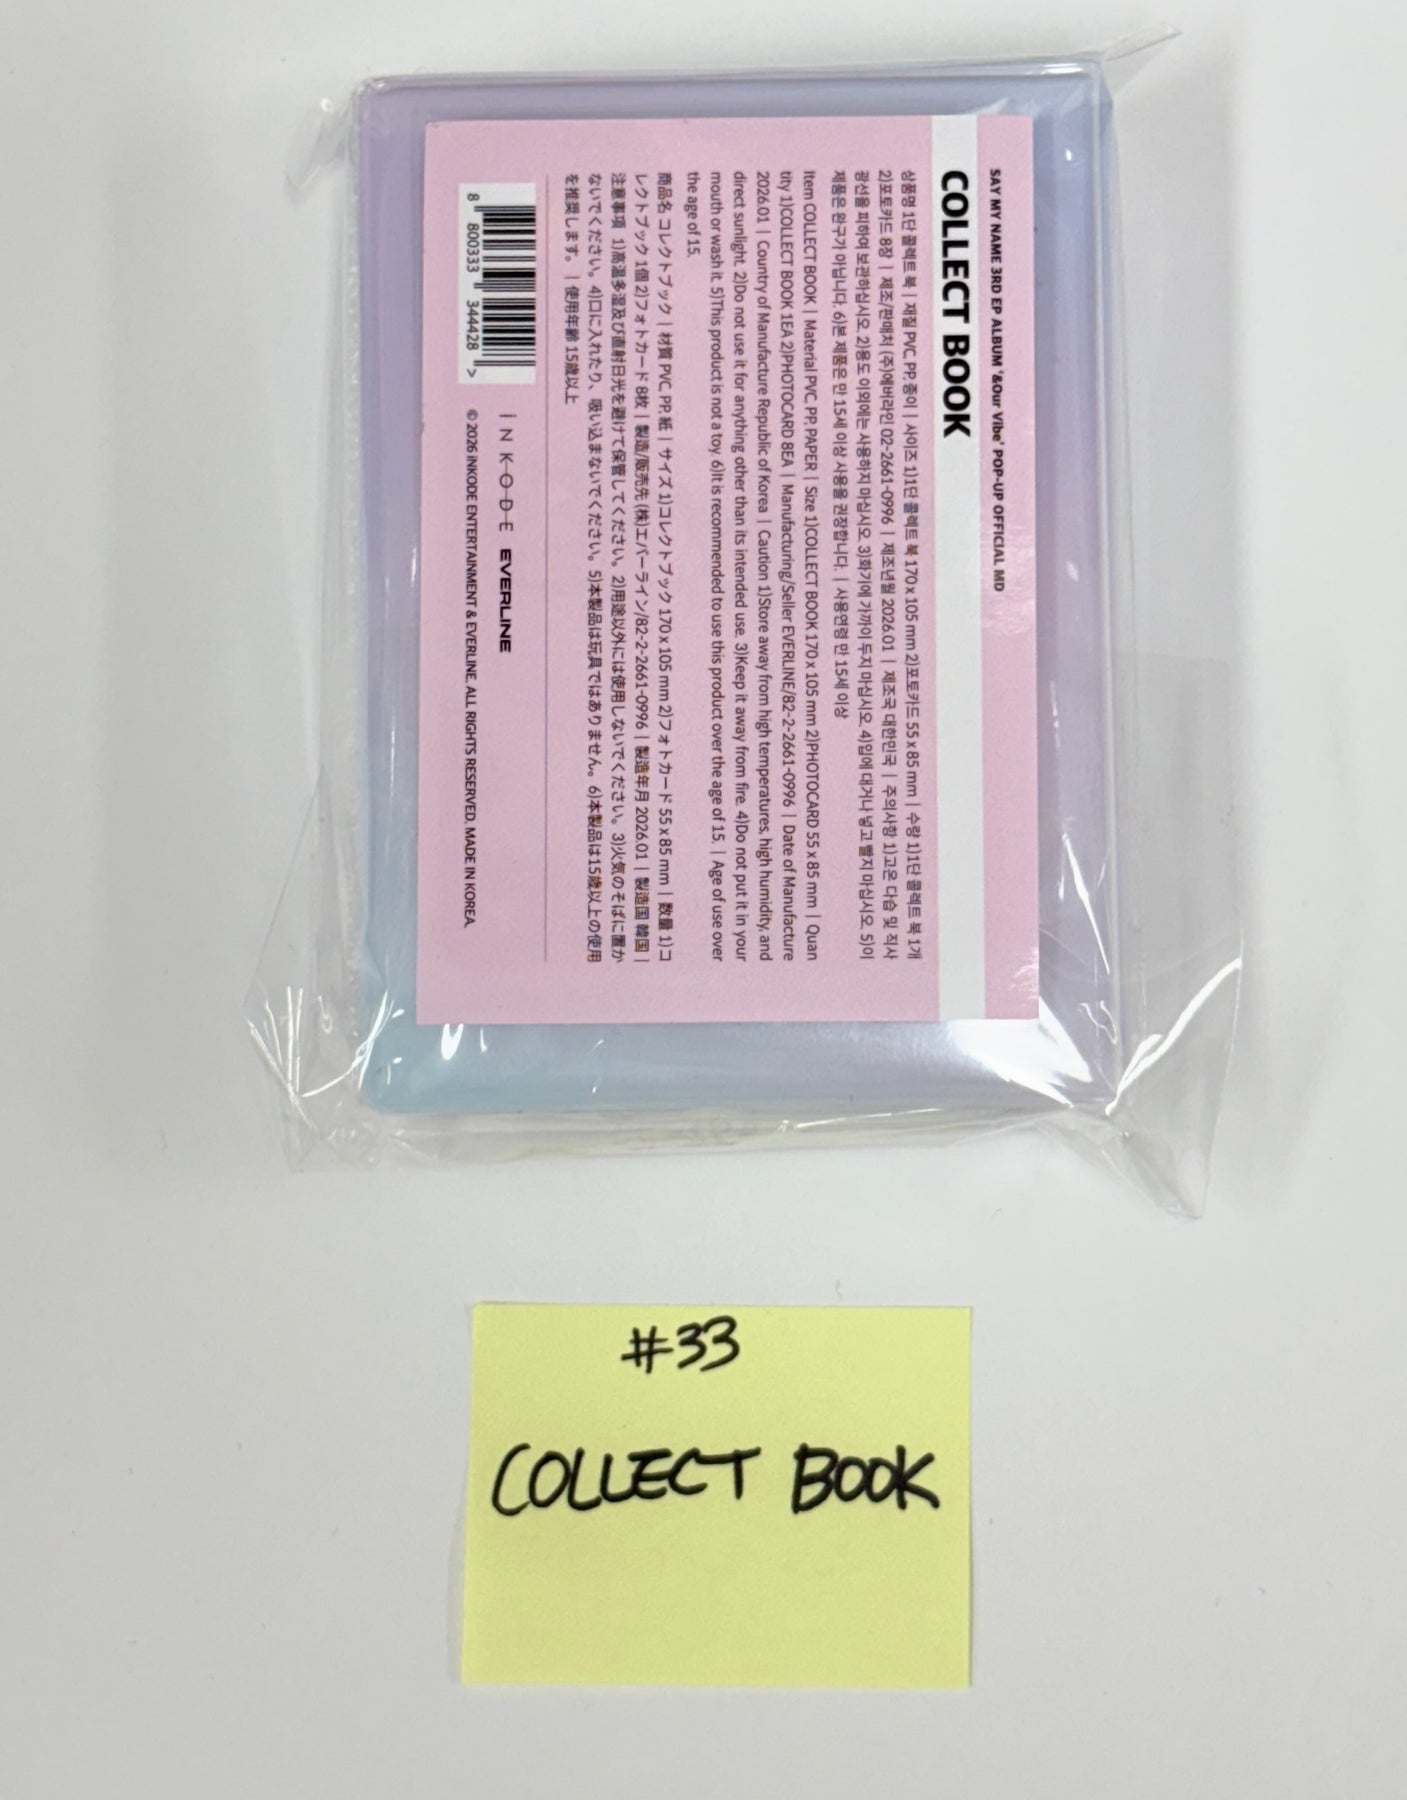 SAY MY NAME 3RD EP ALBUM '&Our Vibe' POP-UP OFFICIAL MD
COLLECT BOOK
상품명 1단 콜렉트 북 | 재질 PVC, PP, 종이 | 사이즈 1)1단 콜렉트 북 170 x 105 mm 2)포토카드 55 x 85 mm | 수량 1)1단 콜렉트 북 1개
2)포토카드 8장 | 제조/판매처 (주)에버라인 02-2661-0996 | 제조년월 2026.01 | 제조국 대한민국 | 주의사항 1)고온 다습 및 직사
광선을 피하여 보관하십시오. 2)용도 이외에는 사용하지 마십시오. 3)화기에 가까이 두지 마십시오. 4)입에 대거나 넣고 빨지 마십시오. 5)이
제품은 완구가 아닙니다. 6)본 제품은 만 15세 이상 사용을 권장합니다. | 사용연령 만 15세 이상
Item COLLECT BOOK | Material PVC, PP, PAPER | Size 1)COLLECT BOOK 170 x 105 mm 2)PHOTOCARD 55 x 85 mm | Quan
tity 1)COLLECT BOOK 1EA 2)PHOTOCARD 8EA | Manufacturing/Seller EVERLINE/82-2-2661-0996 | Date of Manufacture
2026.01 | Country of Manufacture Republic of Korea | Caution 1)Store away from high temperatures, high humidity, and
direct sunlight. 2)Do not use it for anything other than its intended use. 3)Keep it away from fire. 4)Do not put it in your
mouth or wash it. 5)This product is not a toy. 6)It is recommended to use this product over the age of 15. | Age of use over
the age of 15.
商品名 コレクトブック | 材質 PVC, PP, 紙 | サイズ 1)コレクトブック 170 x 105 mm 2)フォトカード 55 x 85 mm | 数量 1)コ
レクトブック 1個 2)フォトカード 8枚 | 製造/販売先 (株)エバーライン/82-2-2661-0996 | 製造年月 2026.01 | 製造国 韓国 |
注意事項 1)高温多湿及び直射日光を避けて保管してください。2)用途以外には使用しないでください。3)火気のそばに置か
ないでください。4)口に入れたり、吸い込まないでください。5)本製品は玩具ではありません。6)本製品は15歳以上の使用
を推奨します。 | 使用年齢 15歳以上
8 800333 344428 >
INKODE EVERLINE
© 2026 INKODE ENTERTAINMENT & EVERLINE. ALL RIGHTS RESERVED. MADE IN KOREA.
#33
COLLECT BOOK